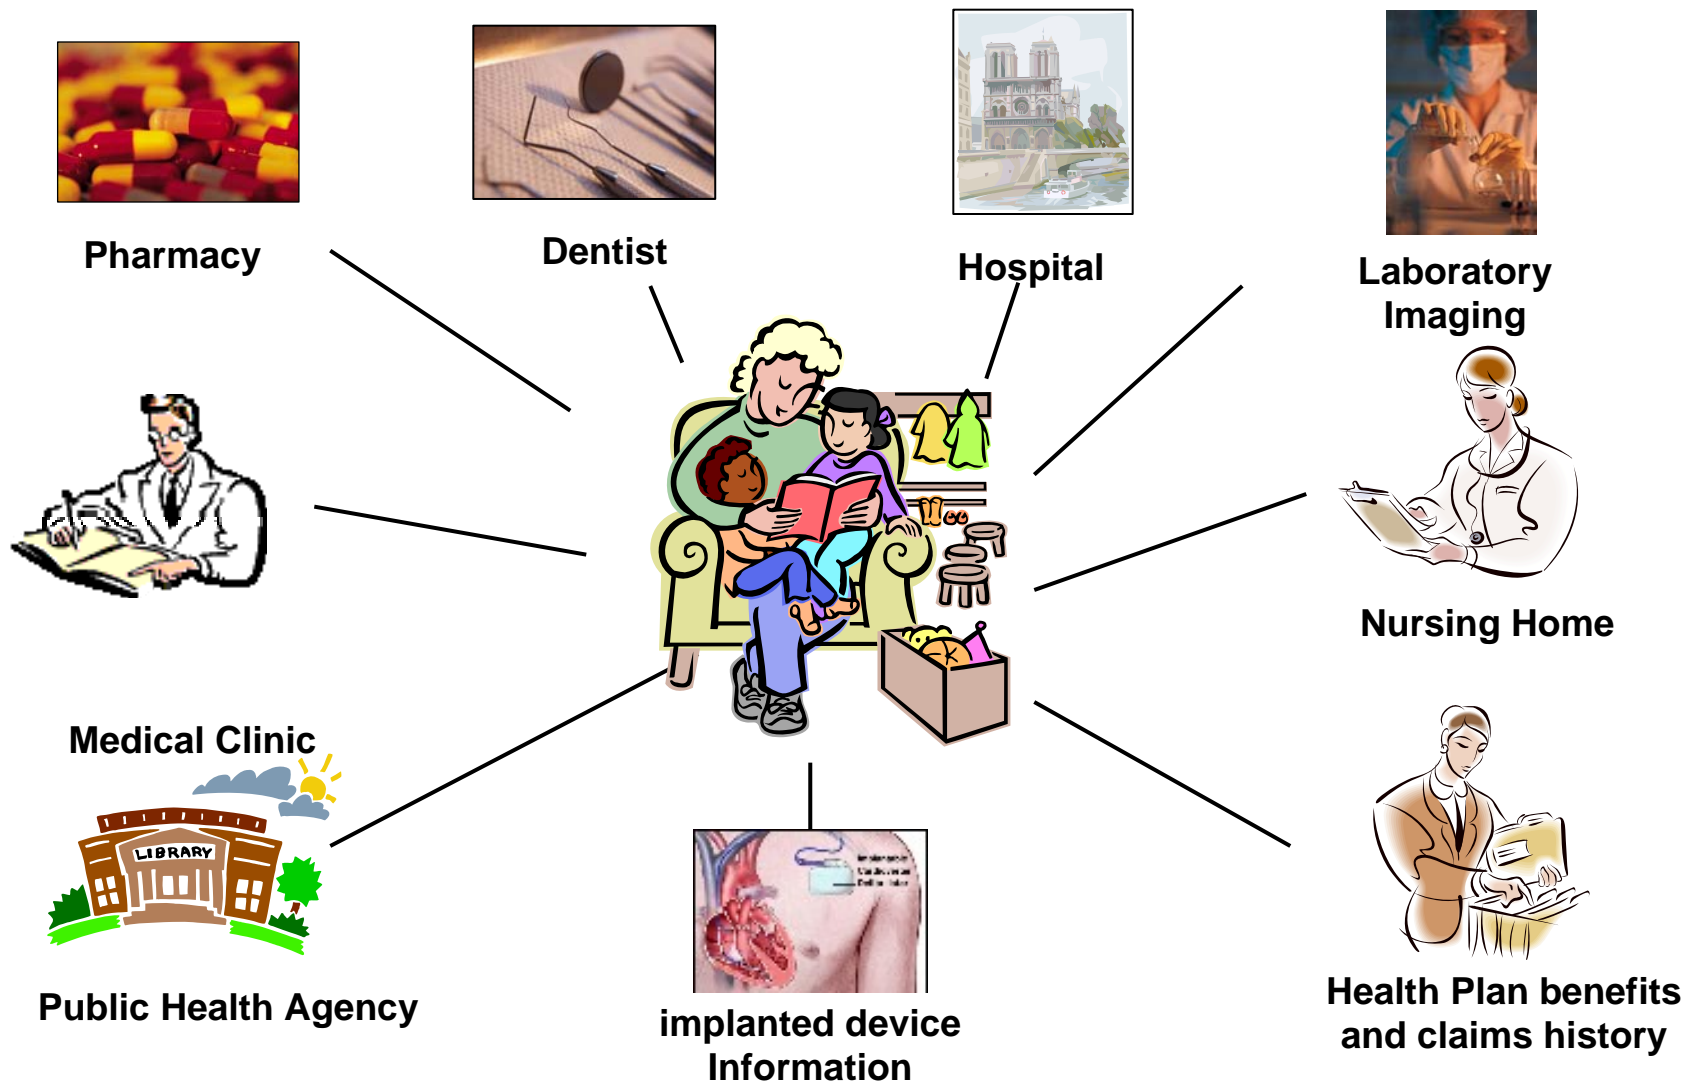 Pharmacy
Dentist
Hospital
Laboratory
Imaging
Nursing Home
Medical Clinic
LIBRARY
Public Health Agency
implanted device
Information
Health Plan benefits
and claims history